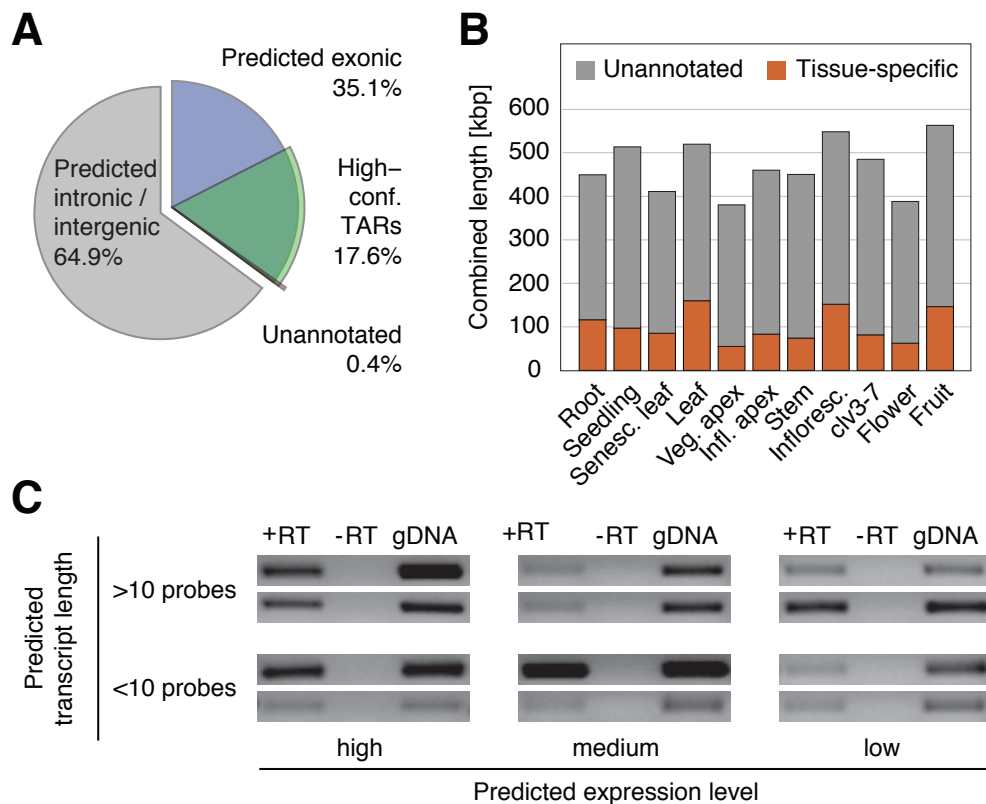 A
Predicted exonic
35.1%
Predicted
intronic /
intergenic
64.9%
High–
conf.
TARs
17.6%
Unannotated
0.4%
B
Unannotated
Tissue-specific
Combined length [kbp]
600
500
400
300
200
100
0
Root
Seedling
Senesc. leaf
Leaf
Veg. apex
Infl. apex
Stem
Infloresc.
clv3-7
Flower
Fruit
C
+RT -RT gDNA
+RT -RT gDNA
+RT -RT gDNA
Predicted
transcript length
>10 probes
<10 probes
high
medium
low
Predicted expression level